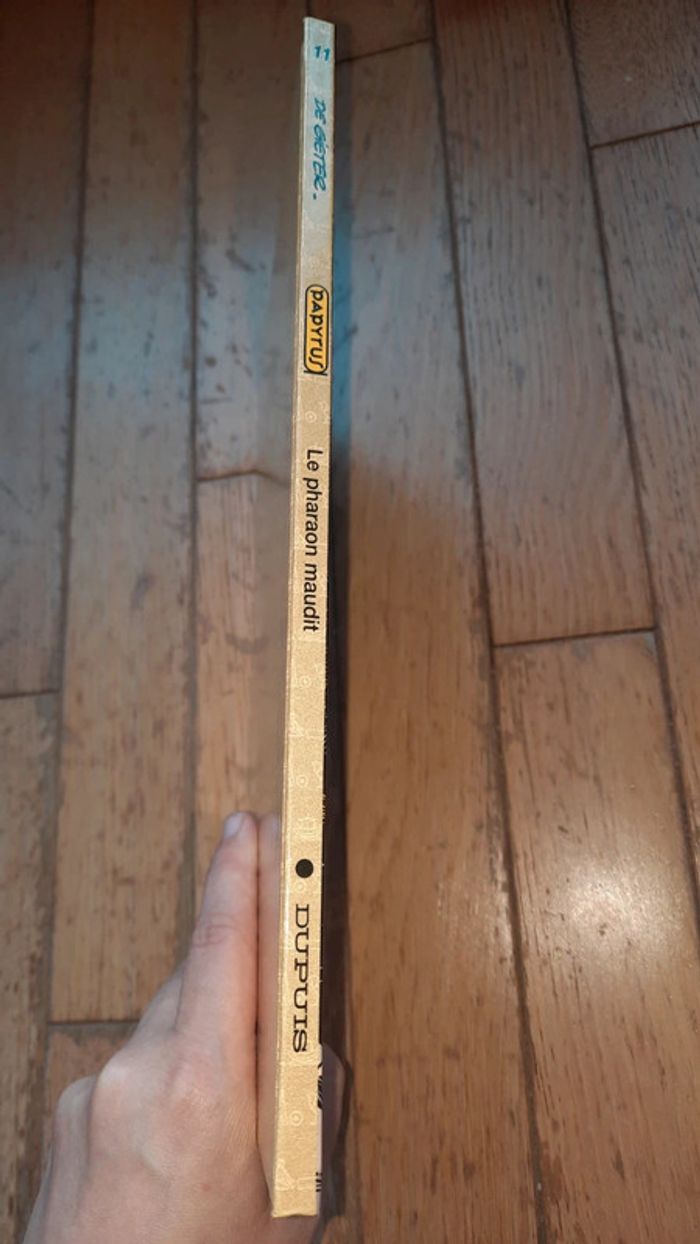 11
DE GIETER.
PAPYRUS
Le pharaon maudit
DUPUIS